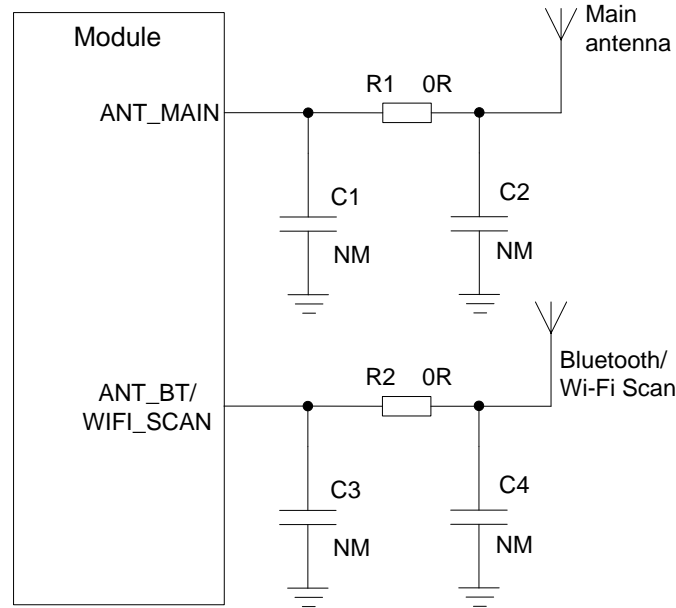 Module
Main
antenna
R1 0R
ANT_MAIN
C1
C2
NM
NM
Bluetooth/
Wi-Fi Scan
R2 0R
ANT_BT/
WIFI_SCAN
C3
C4
NM
NM